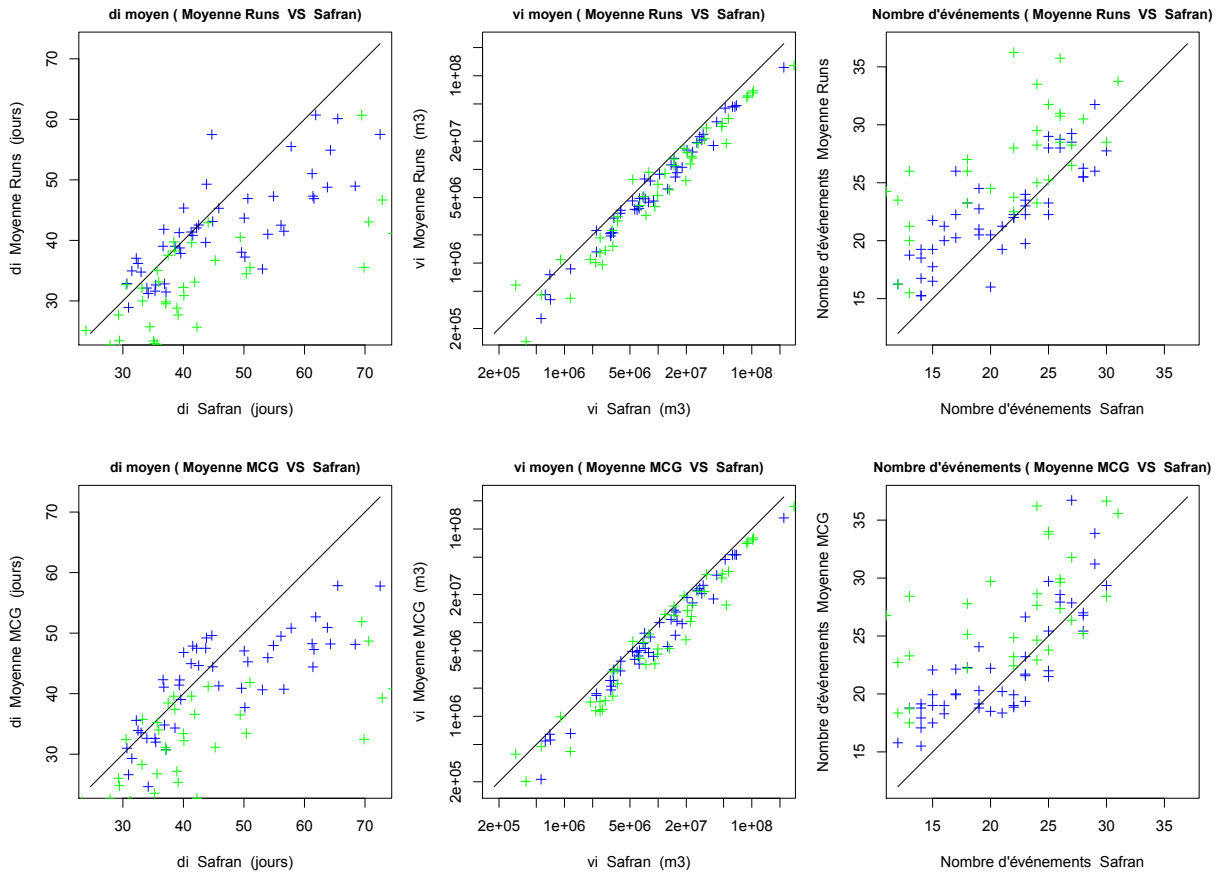 di moyen ( Moyenne Runs VS Safran)
di Moyenne Runs (jours)
70
60
50
40
30
30 40 50 60 70
di Safran (jours)
vi moyen ( Moyenne Runs VS Safran)
vi Moyenne Runs (m3)
1e+08
2e+07
5e+06
1e+06
2e+05
2e+05 1e+06 5e+06 2e+07 1e+08
vi Safran (m3)
Nombre d'événements ( Moyenne Runs VS Safran)
Nombre d'événements Moyenne Runs
35
30
25
20
15
15 20 25 30 35
Nombre d'événements Safran
di moyen ( Moyenne MCG VS Safran)
di Moyenne MCG (jours)
70
60
50
40
30
30 40 50 60 70
di Safran (jours)
vi moyen ( Moyenne MCG VS Safran)
vi Moyenne MCG (m3)
1e+08
2e+07
5e+06
1e+06
2e+05
2e+05 1e+06 5e+06 2e+07 1e+08
vi Safran (m3)
Nombre d'événements ( Moyenne MCG VS Safran)
Nombre d'événements Moyenne MCG
35
30
25
20
15
15 20 25 30 35
Nombre d'événements Safran